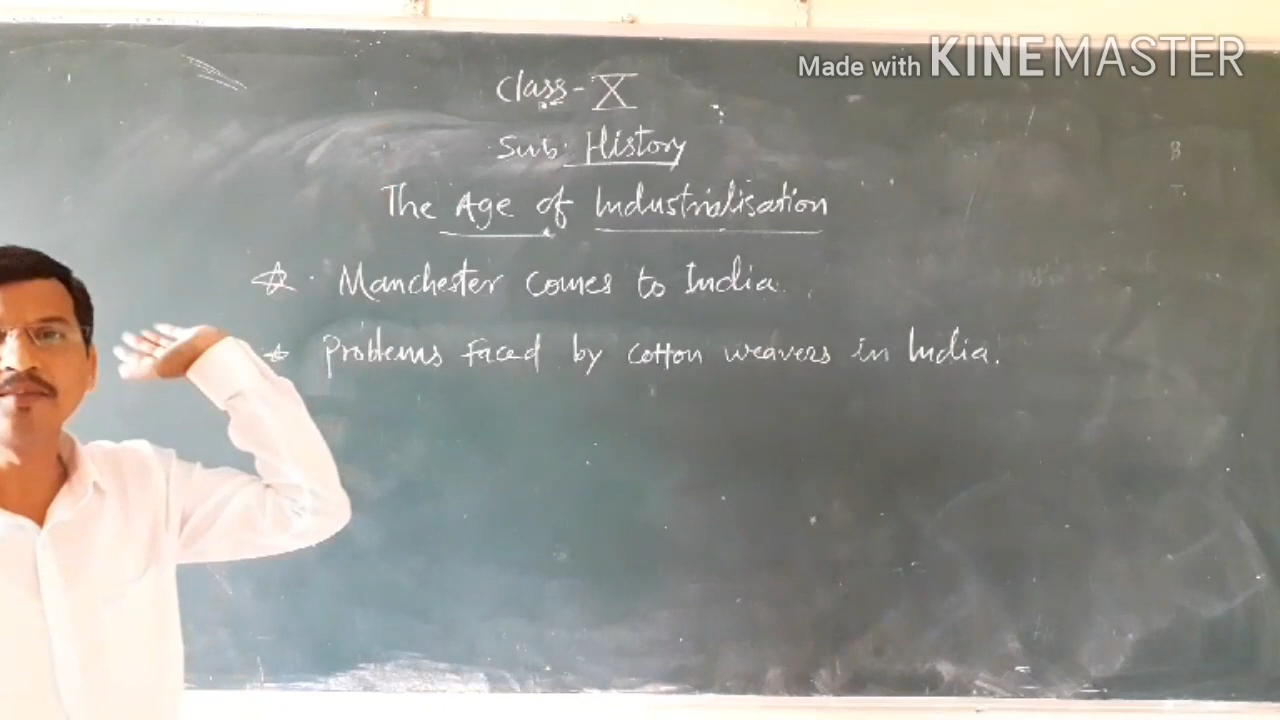 Made with KINEMASTER
Class - X
Sub: History
The Age of Industrialisation
Manchester Comes to India.
Problems Faced by cotton weavers in India.